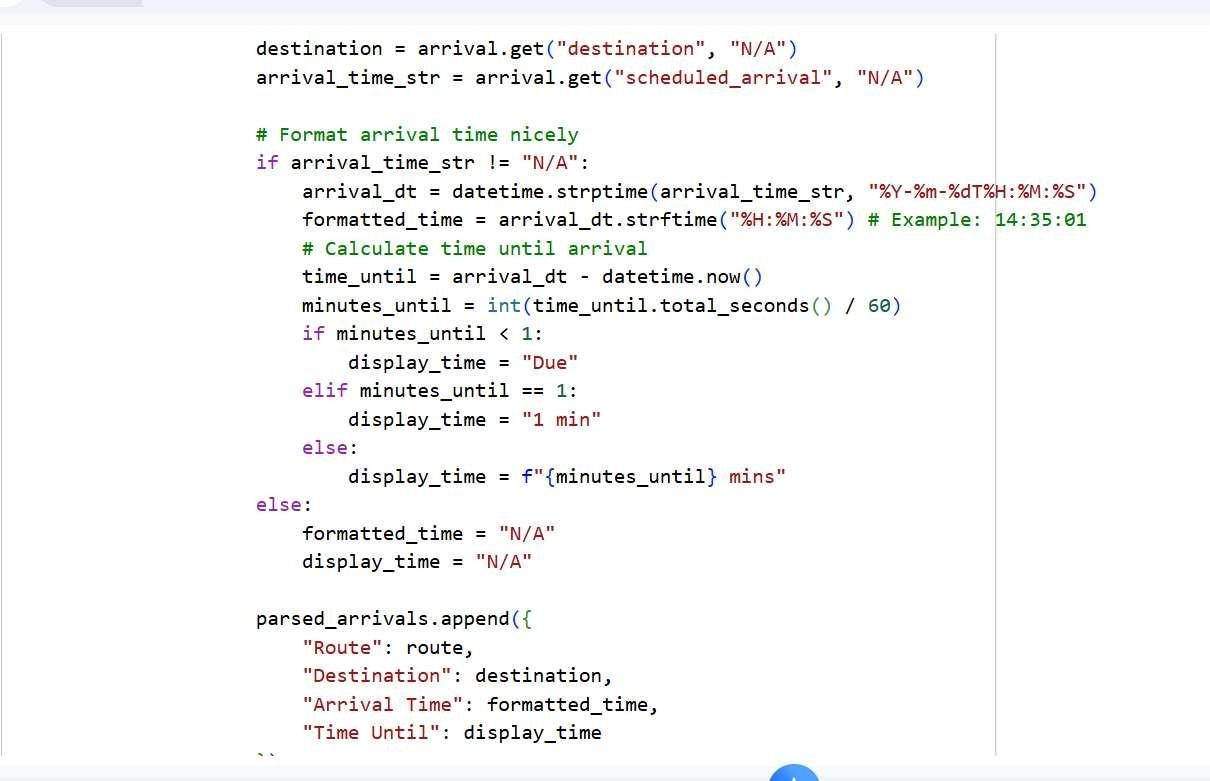 destination = arrival.get("destination", "N/A")
arrival_time_str = arrival.get("scheduled_arrival", "N/A")
# Format arrival time nicely
if arrival_time_str != "N/A":
    arrival_dt = datetime.strptime(arrival_time_str, "%Y-%m-%dT%H:%M:%S")
    formatted_time = arrival_dt.strftime("%H:%M:%S") # Example: 14:35:01
    # Calculate time until arrival
    time_until = arrival_dt - datetime.now()
    minutes_until = int(time_until.total_seconds() / 60)
    if minutes_until < 1:
        display_time = "Due"
    elif minutes_until == 1:
        display_time = "1 min"
    else:
        display_time = f"{minutes_until} mins"
else:
    formatted_time = "N/A"
    display_time = "N/A"
parsed_arrivals.append({
    "Route": route,
    "Destination": destination,
    "Arrival Time": formatted_time,
    "Time Until": display_time